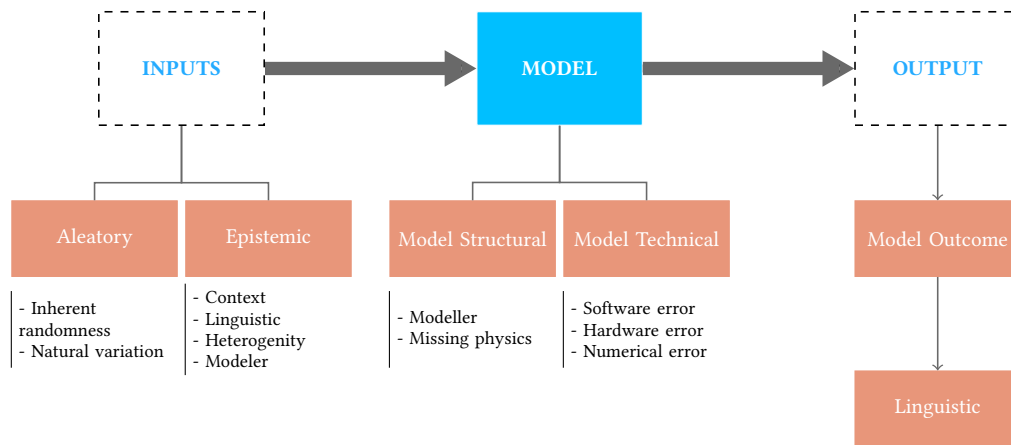 INPUTS
MODEL
OUTPUT
Aleatory
Epistemic
Model Structural
Model Technical
Model Outcome
- Inherent
randomness
- Natural variation
- Context
- Linguistic
- Heterogenity
- Modeler
- Modeller
- Missing physics
- Software error
- Hardware error
- Numerical error
Linguistic